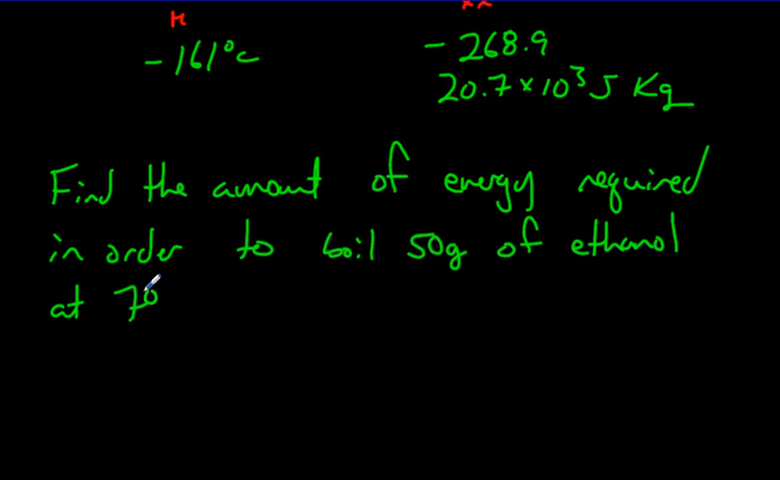 -161°C
-268.9
20.7×10³ J Kg
Find the amount of energy required
in order to boil 50g of ethanol
at 70